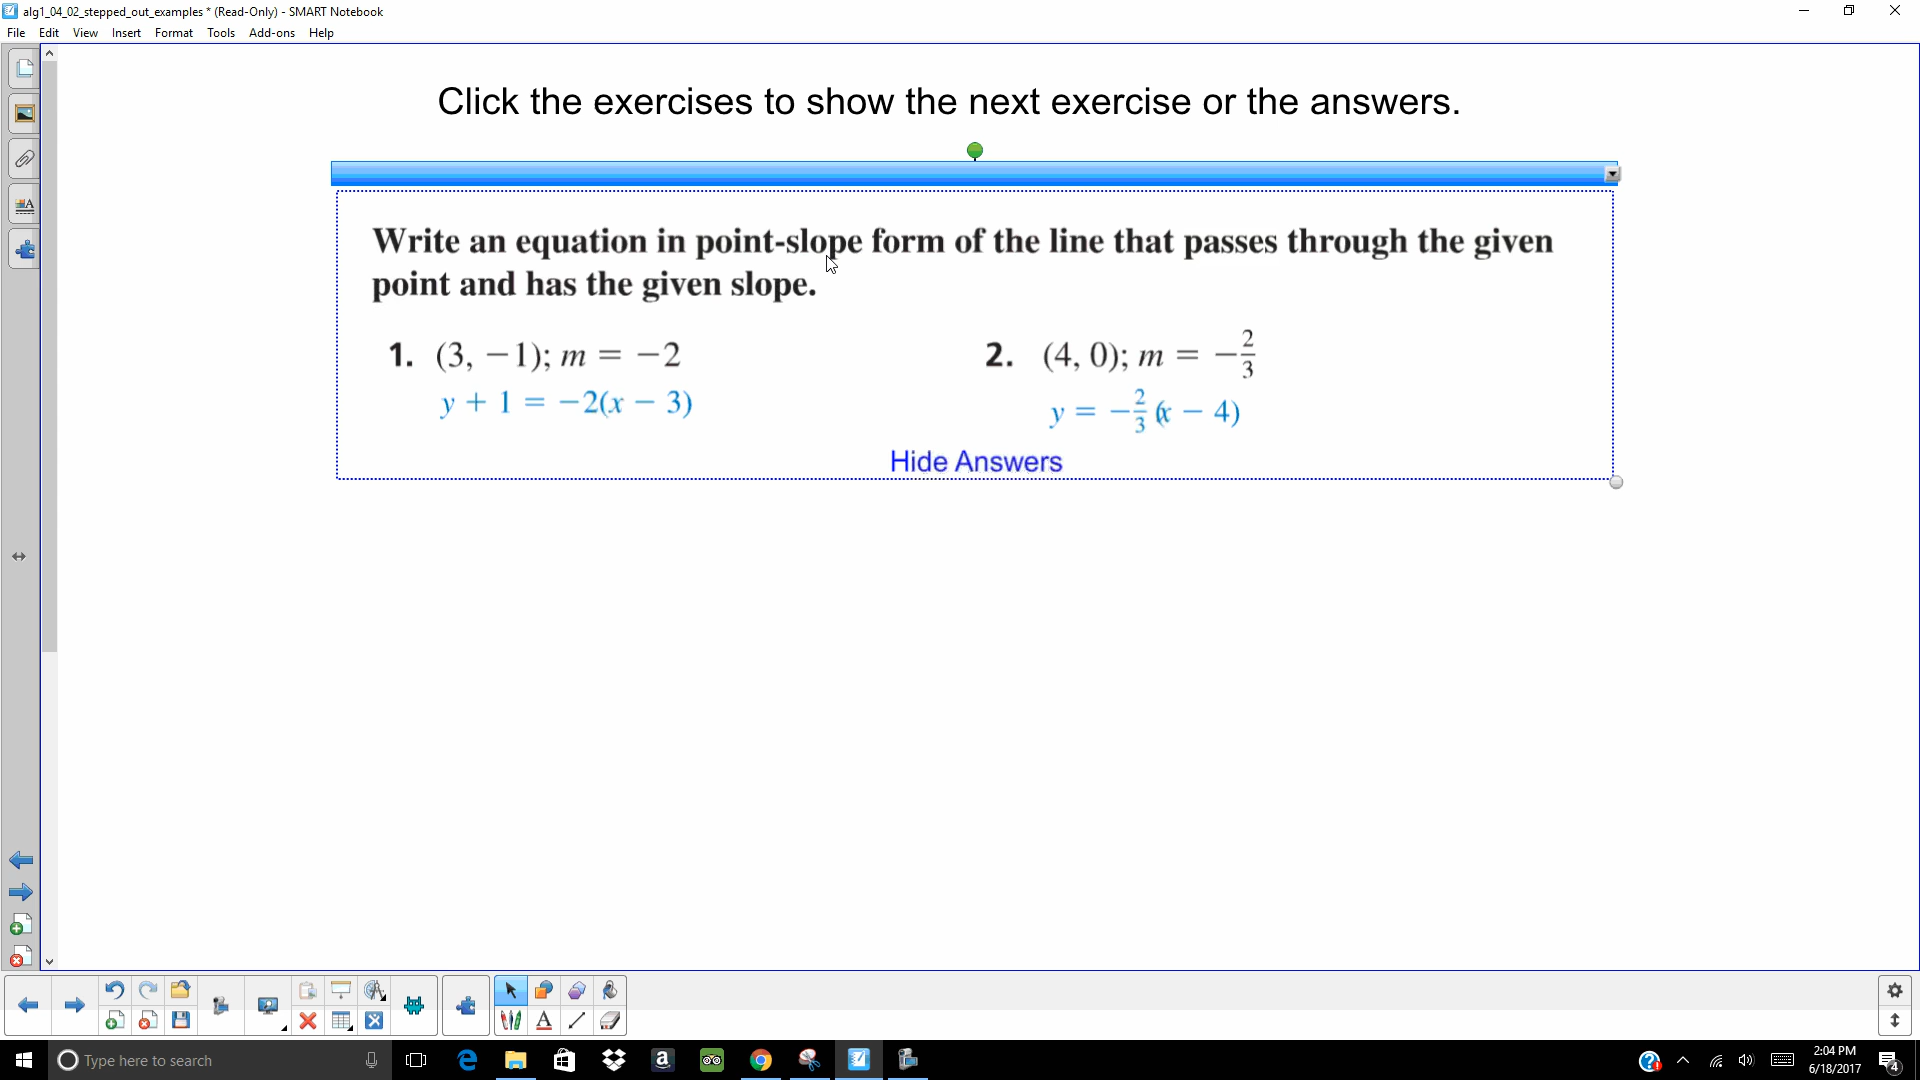 alg1_04_02_stepped_out_examples * (Read-Only) - SMART Notebook
File Edit View Insert Format Tools Add-ons Help
Click the exercises to show the next exercise or the answers.
Write an equation in point-slope form of the line that passes through the given
point and has the given slope.
1. (3, −1); m = −2
2. (4, 0); m = −2/3
y + 1 = −2(x − 3)
y = −2/3 (x − 4)
Hide Answers
Type here to search
2:04 PM
6/18/2017
4